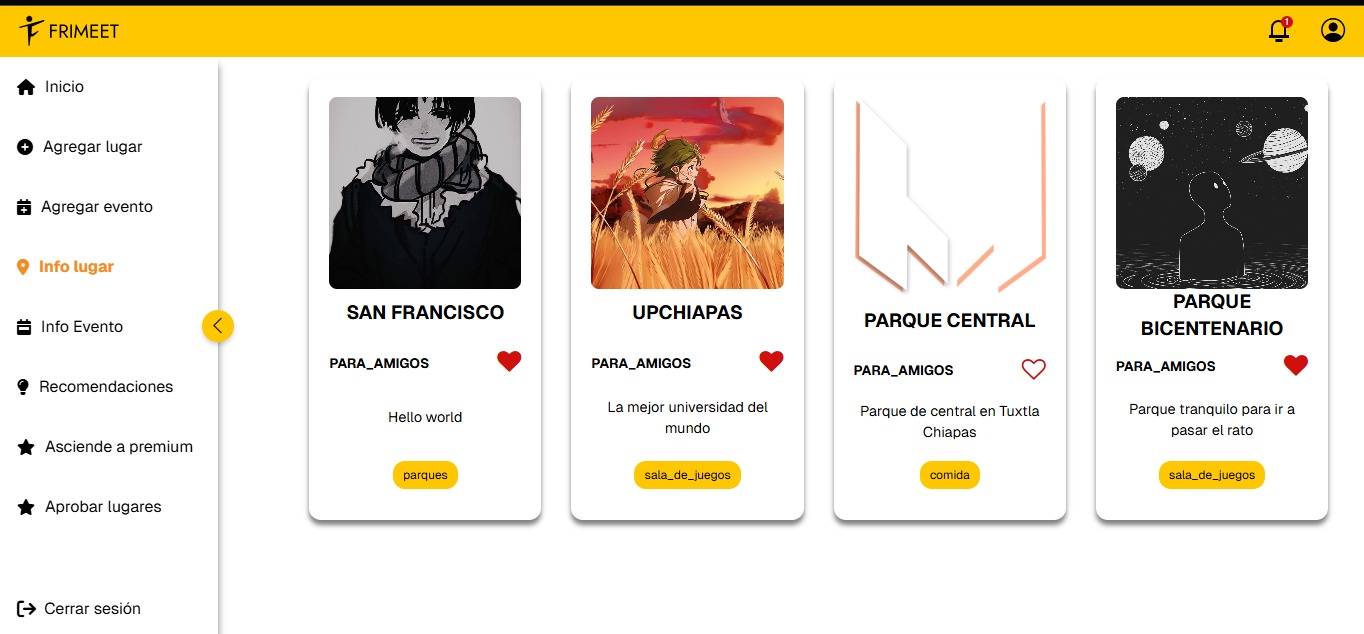 FRIMEET
1
Inicio
Agregar lugar
Agregar evento
Info lugar
Info Evento
Recomendaciones
Asciende a premium
Aprobar lugares
Cerrar sesión
SAN FRANCISCO
PARA_AMIGOS
Hello world
parques
UPCHIAPAS
PARA_AMIGOS
La mejor universidad del
mundo
sala_de_juegos
PARQUE CENTRAL
PARA_AMIGOS
Parque de central en Tuxtla
Chiapas
comida
PARQUE
BICENTENARIO
PARA_AMIGOS
Parque tranquilo para ir a
pasar el rato
sala_de_juegos